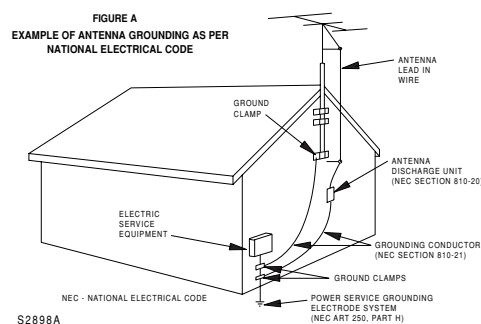 FIGURE A
EXAMPLE OF ANTENNA GROUNDING AS PER
NATIONAL ELECTRICAL CODE
ANTENNA
LEAD IN
WIRE
GROUND
CLAMP
ANTENNA
DISCHARGE UNIT
(NEC SECTION 810-20)
ELECTRIC
SERVICE
EQUIPMENT
GROUNDING CONDUCTOR
(NEC SECTION 810-21)
GROUND CLAMPS
NEC - NATIONAL ELECTRICAL CODE
POWER SERVICE GROUNDING
ELECTRODE SYSTEM
(NEC ART 250, PART H)
S2898A